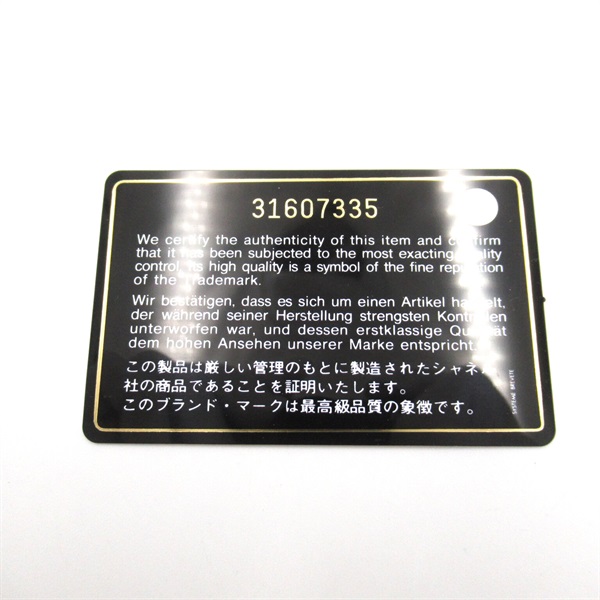 31607335
We certify the authenticity of this item and confirm
that it has been subjected to the most exacting quality
control. Its high quality is a symbol of the fine reputation
of the Trademark.
Wir bestätigen, dass es sich um einen Artikel handelt,
der während seiner Herstellung strengsten Kontrollen
unterworfen war, und dessen erstklassige Qualität
dem hohen Ansehen unserer Marke entspricht.
この製品は厳しい管理のもとに製造されたシャネル
社の商品であることを証明いたします。
このブランド・マークは最高級品質の象徴です。
SYSTEME BREVETE